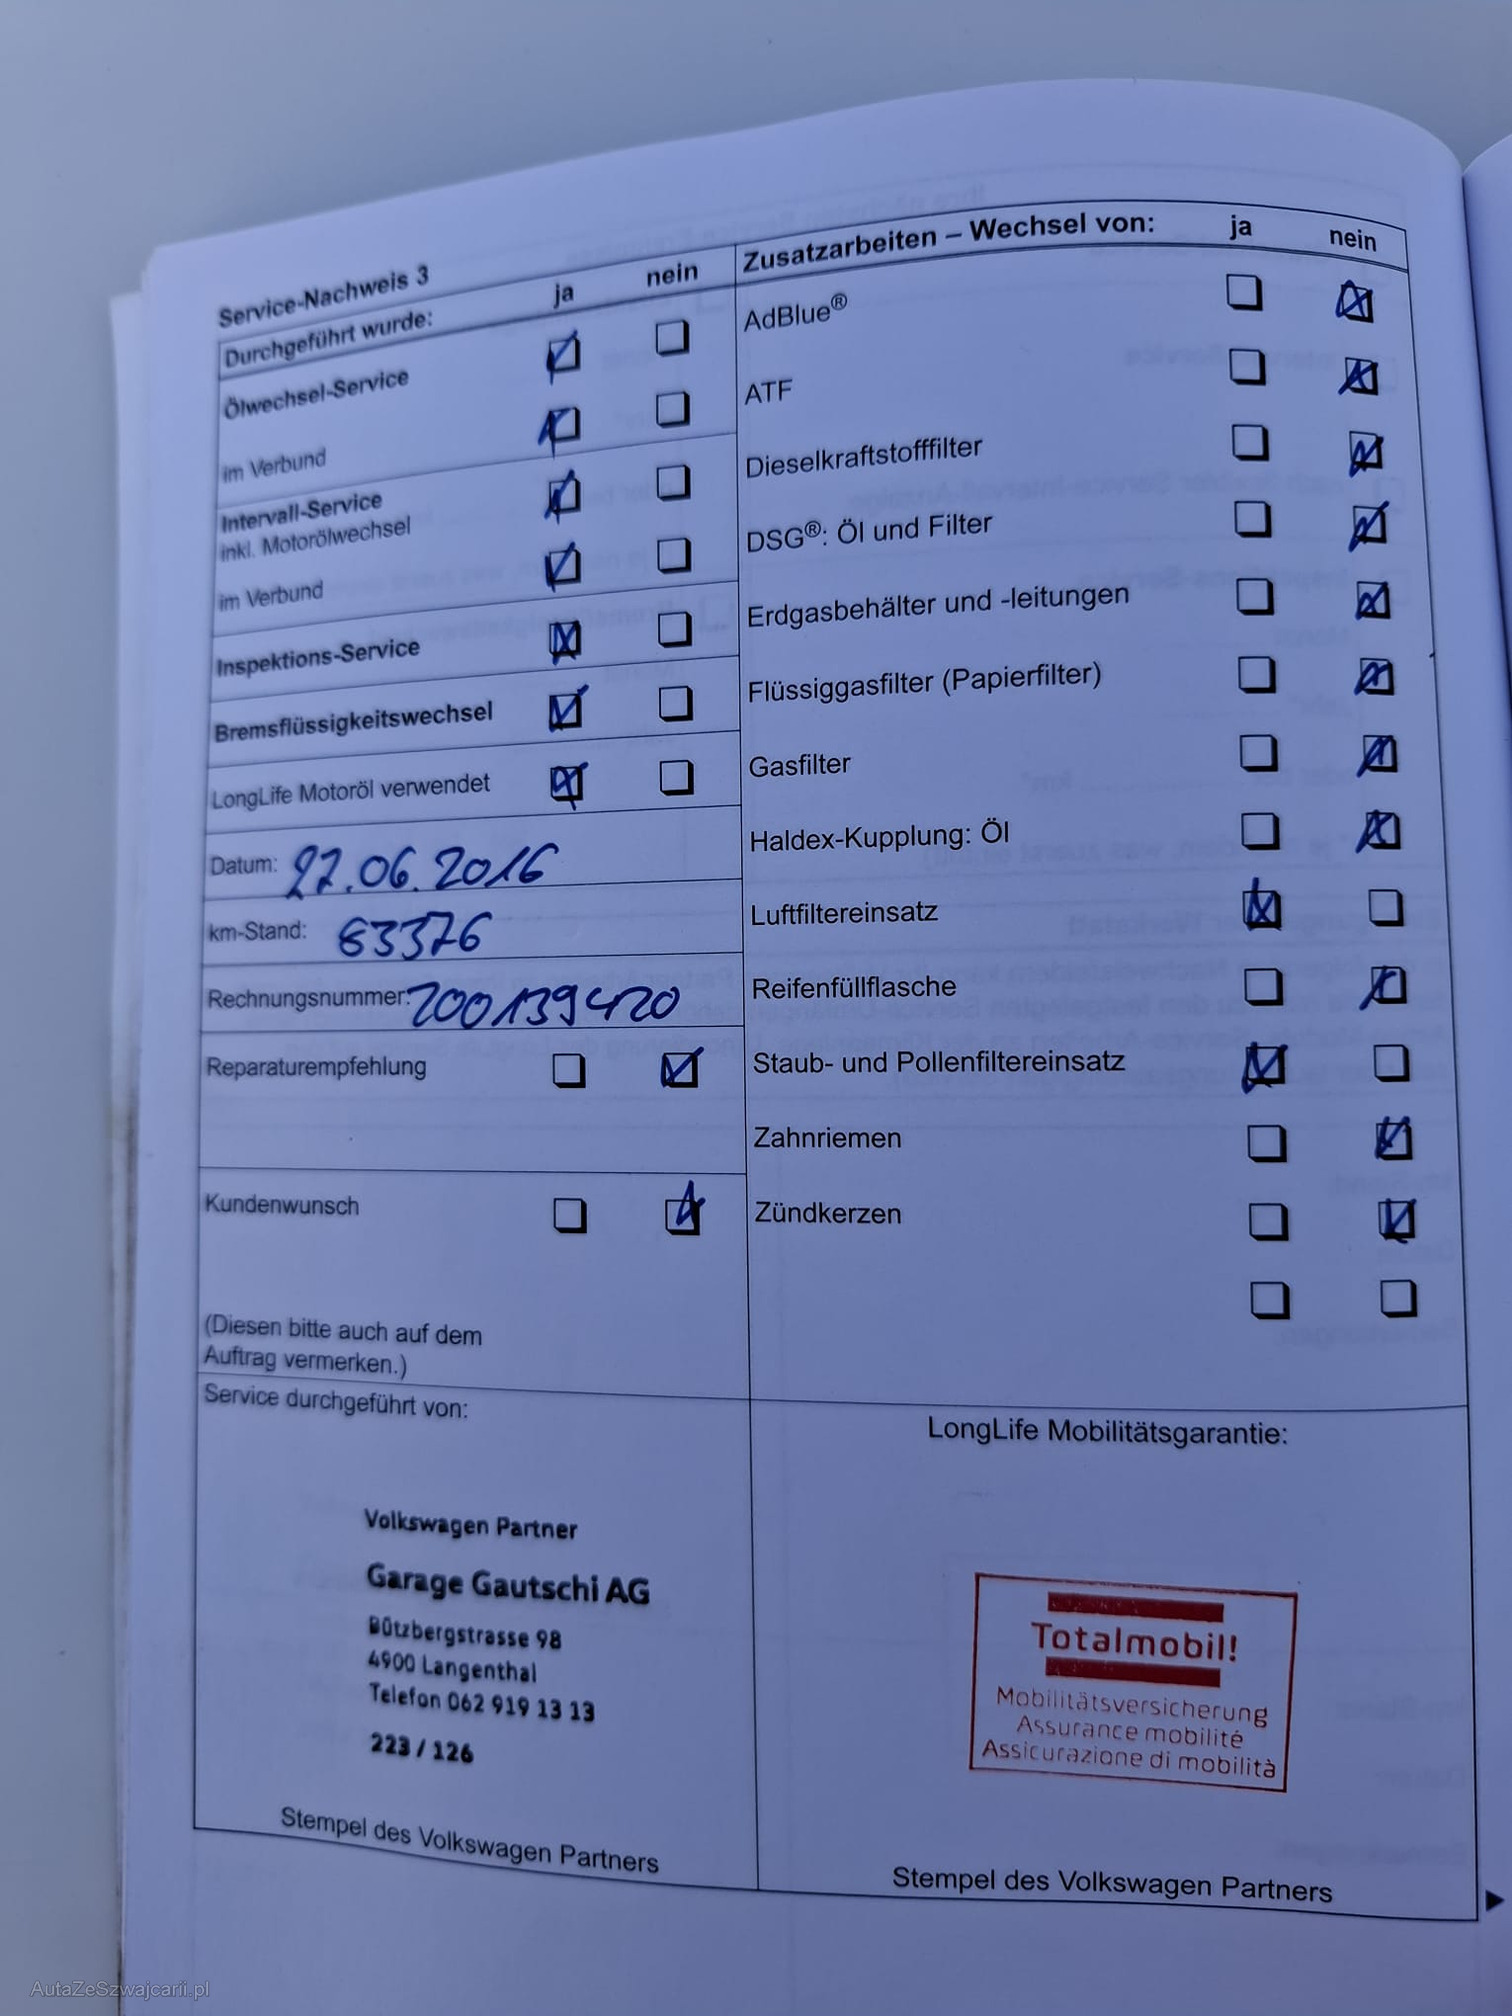 Service-Nachweis 3
Durchgeführt wurde: ja nein
Ölwechsel-Service
im Verbund
Intervall-Service
inkl. Motorölwechsel
im Verbund
Inspektions-Service
Bremsflüssigkeitswechsel
LongLife Motoröl verwendet
Datum: 27.06.2016
km-Stand: 63376
Rechnungsnummer: 200139420
Reparaturempfehlung
Kundenwunsch
(Diesen bitte auch auf dem
Auftrag vermerken.)
Service durchgeführt von:
Volkswagen Partner
Garage Gautschi AG
Bützbergstrasse 98
4900 Langenthal
Telefon 062 919 13 13
223 / 126
Stempel des Volkswagen Partners
Zusatzarbeiten – Wechsel von: ja nein
AdBlue®
ATF
Dieselkraftstofffilter
DSG®: Öl und Filter
Erdgasbehälter und -leitungen
Flüssiggasfilter (Papierfilter)
Gasfilter
Haldex-Kupplung: Öl
Luftfiltereinsatz
Reifenfüllflasche
Staub- und Pollenfiltereinsatz
Zahnriemen
Zündkerzen
LongLife Mobilitätsgarantie:
Totalmobil!
Mobilitätsversicherung
Assurance mobilité
Assicurazione di mobilità
Stempel des Volkswagen Partners
AutaZeSzwajcarii.pl